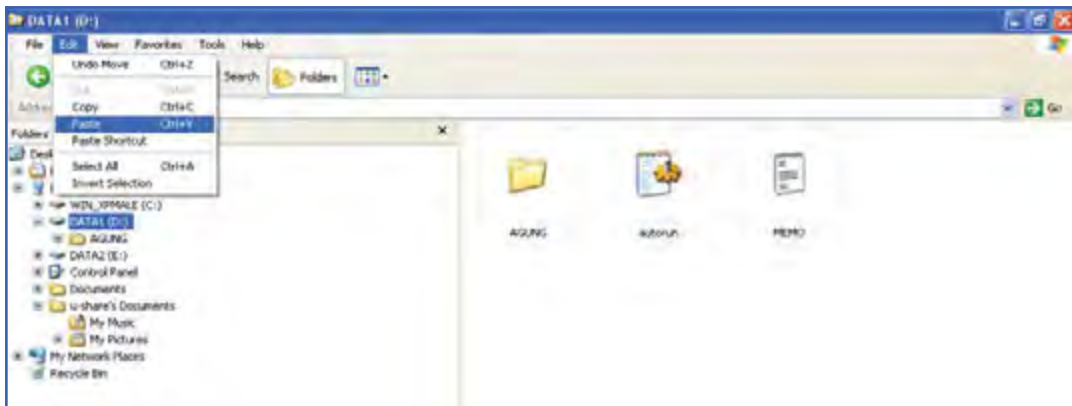 DATA1 (D:)
File Edit View Favorites Tools Help
Undo Move Ctrl+Z
Search Folders
Copy Ctrl+C
Paste Ctrl+V
Go
Folders
Paste Shortcut
Select All Ctrl+A
Invert Selection
WIN_XPMALE (C:)
DATA1 (D:)
AGUNG
DATA2 (E:)
Control Panel
Documents
u-share's Documents
My Music
My Pictures
My Network Places
Recycle Bin
AGUNG autorun MEMO